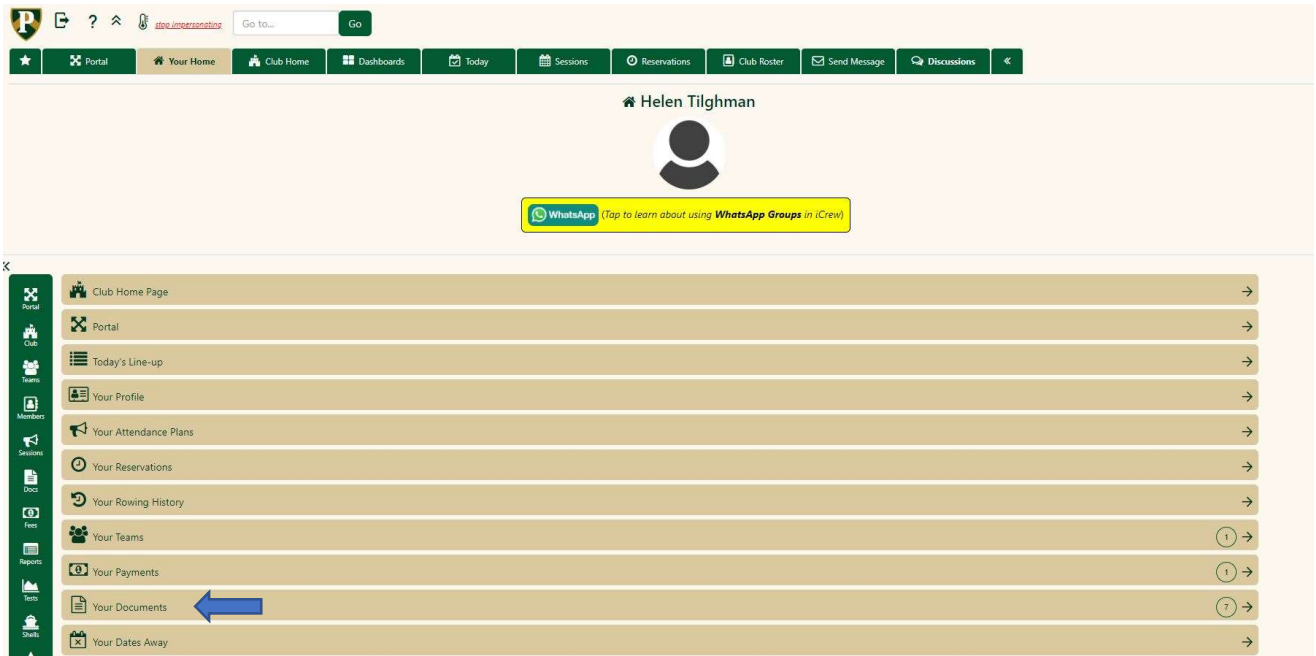 P ? stop impersonating Go to... Go
Portal Your Home Club Home Dashboards Today Sessions Reservations Club Roster Send Message Discussions
Helen Tilghman
WhatsApp (Tap to learn about using WhatsApp Groups in iCrew)
Portal
Club
Teams
Members
Sessions
Docs
Fees
Reports
Tests
Shells
Club Home Page
Portal
Today's Line-up
Your Profile
Your Attendance Plans
Your Reservations
Your Rowing History
Your Teams 1
Your Payments 1
Your Documents 7
Your Dates Away